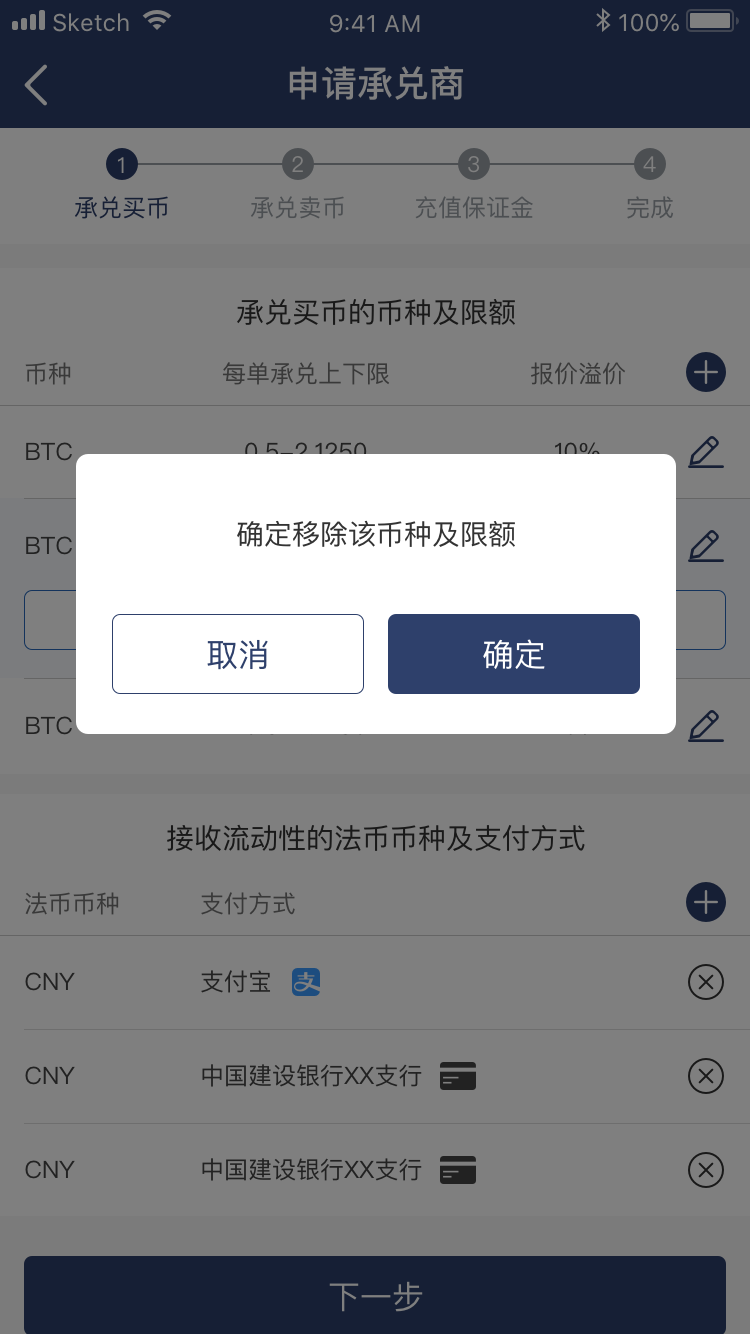 Sketch 9:41 AM 100%
申请承兑商
1 2 3 4
承兑买币 承兑卖币 充值保证金 完成
承兑买币的币种及限额
币种 每单承兑上下限 报价溢价
BTC 0.5-2.1250 10%
确定移除该币种及限额
BTC
取消 确定
BTC
接收流动性的法币币种及支付方式
法币币种 支付方式
CNY 支付宝
CNY 中国建设银行XX支行
CNY 中国建设银行XX支行
下一步